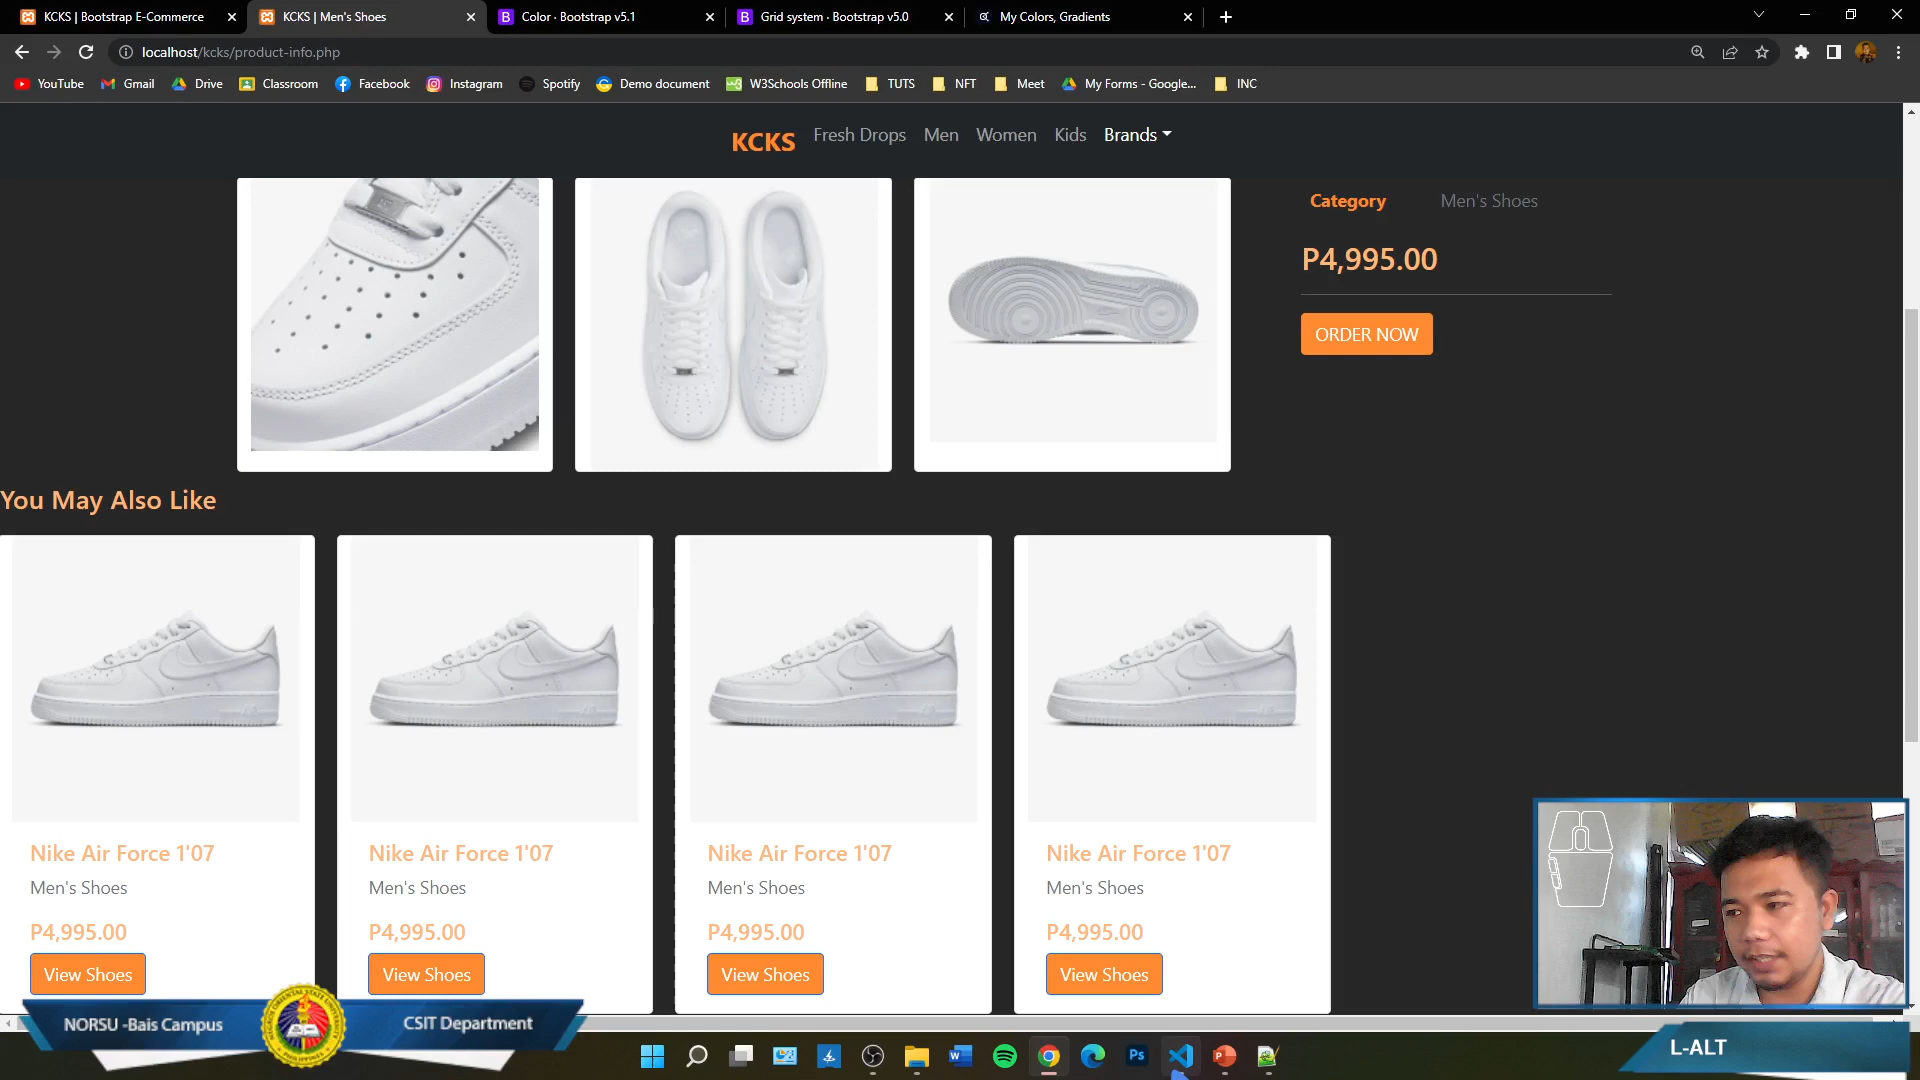 KCKS | Bootstrap E-Commerce
KCKS | Men's Shoes
Color · Bootstrap v5.1
Grid system · Bootstrap v5.0
My Colors, Gradients
localhost/kcks/product-info.php
YouTube
Gmail
Drive
Classroom
Facebook
Instagram
Spotify
Demo document
W3Schools Offline
TUTS
NFT
Meet
My Forms - Google...
INC
KCKS
Fresh Drops
Men
Women
Kids
Brands
Category
Men's Shoes
P4,995.00
ORDER NOW
You May Also Like
Nike Air Force 1'07
Men's Shoes
P4,995.00
View Shoes
Nike Air Force 1'07
Men's Shoes
P4,995.00
View Shoes
Nike Air Force 1'07
Men's Shoes
P4,995.00
View Shoes
Nike Air Force 1'07
Men's Shoes
P4,995.00
View Shoes
NORSU -Bais Campus
CSIT Department
L-ALT